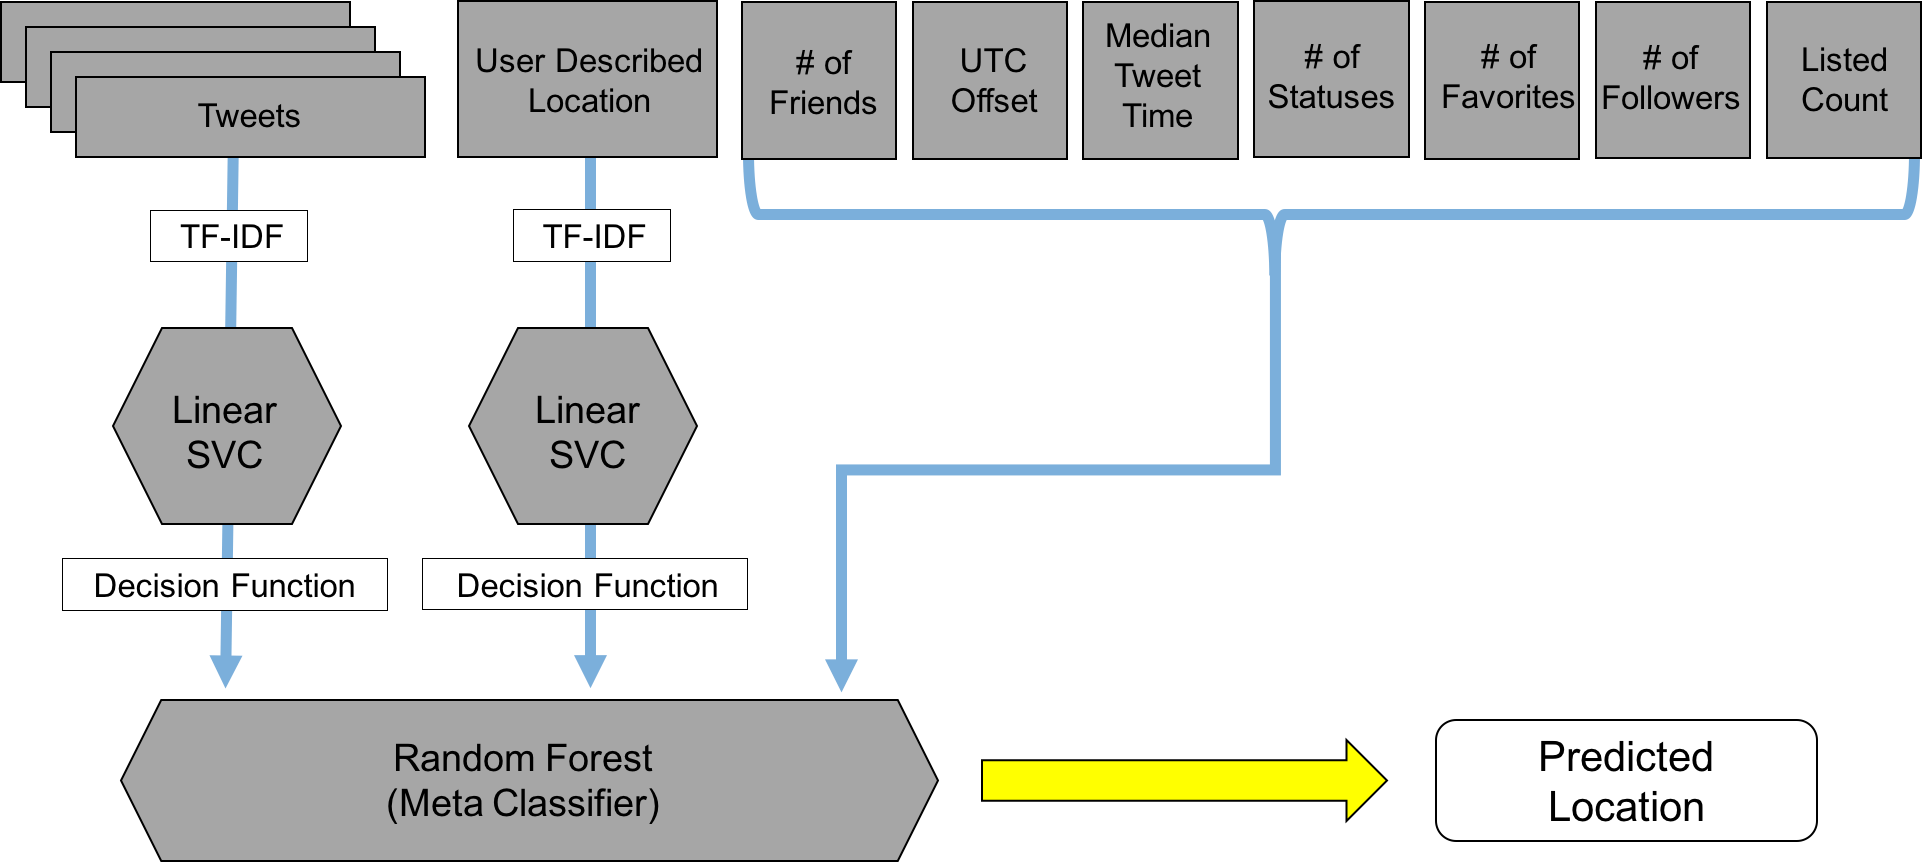 Tweets
User Described
Location
# of
Friends
UTC
Offset
Median
Tweet
Time
# of
Statuses
# of
Favorites
# of
Followers
Listed
Count
TF-IDF
TF-IDF
Linear
SVC
Linear
SVC
Decision Function
Decision Function
Random Forest
(Meta Classifier)
Predicted
Location